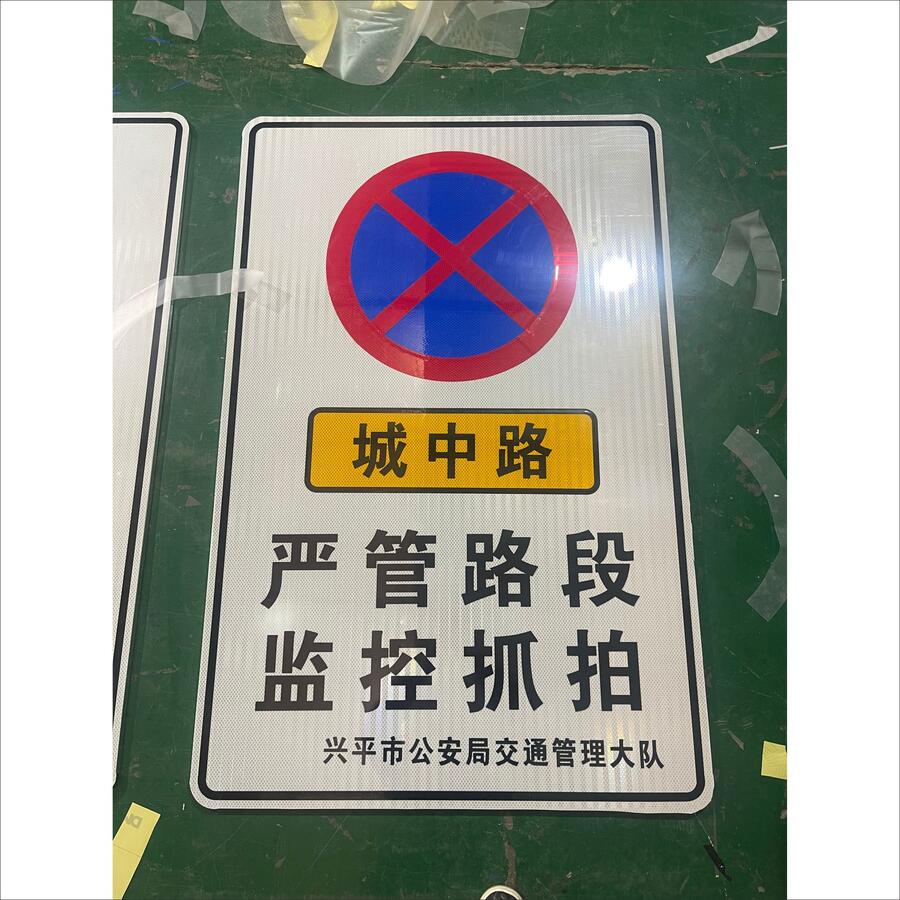 城中路
严管路段
监控抓拍
兴平市公安局交通管理大队